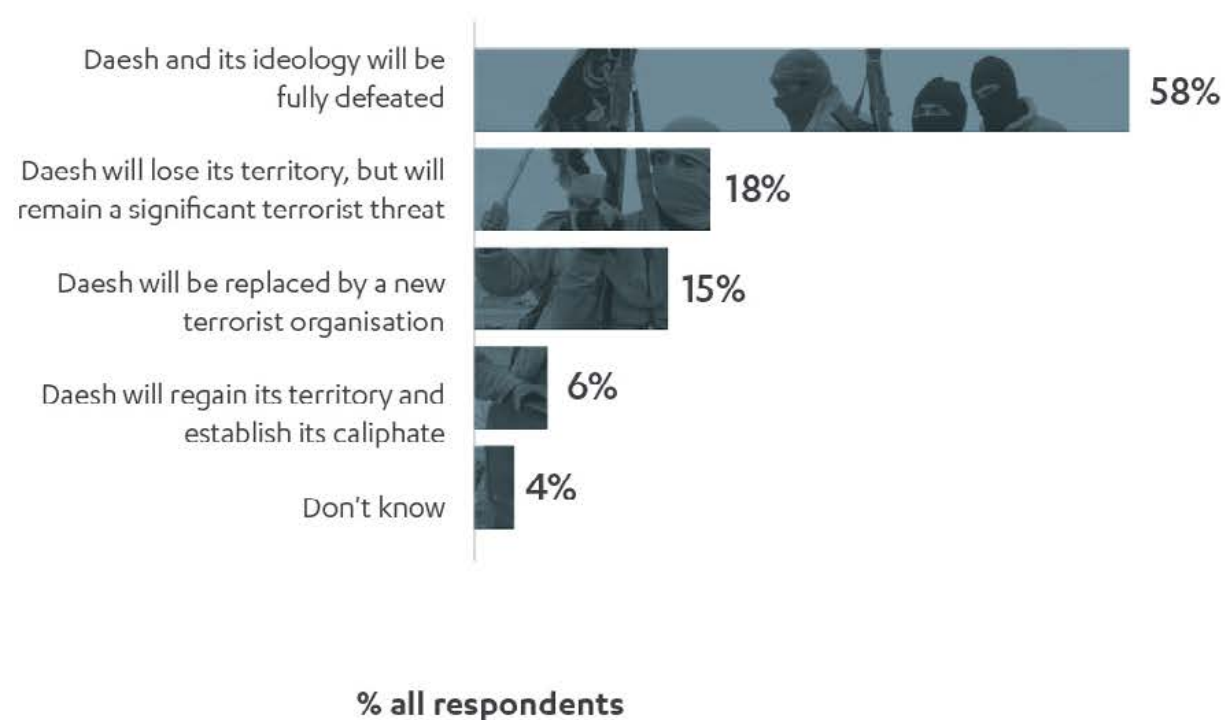 Daesh and its ideology will be
fully defeated
58%
Daesh will lose its territory, but will
remain a significant terrorist threat
18%
Daesh will be replaced by a new
terrorist organisation
15%
Daesh will regain its territory and
establish its caliphate
6%
Don't know
4%
% all respondents